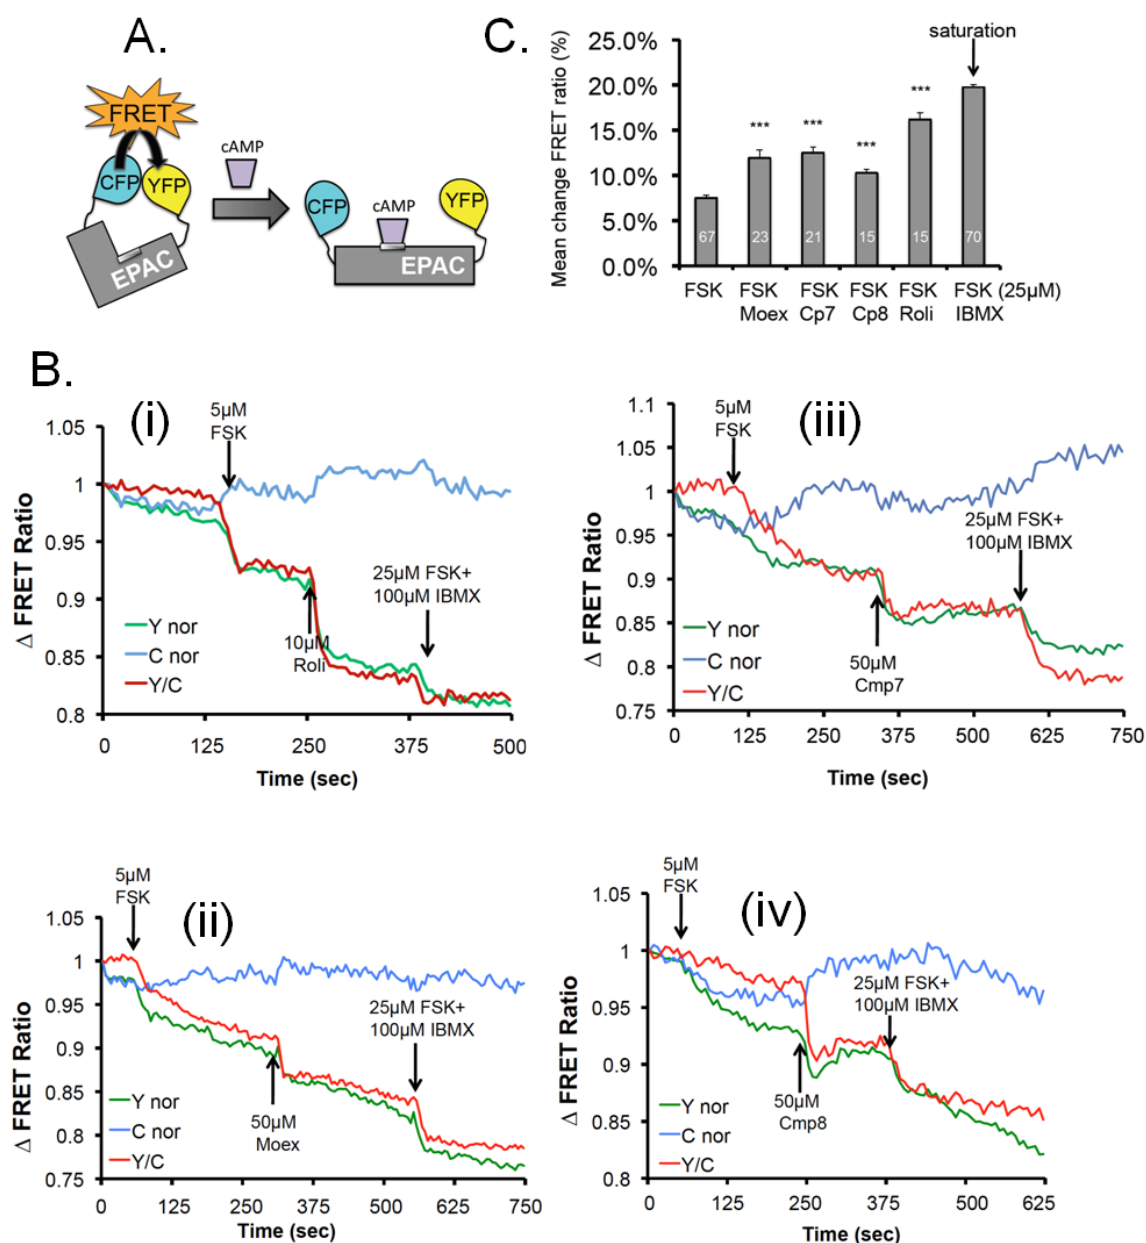 A.
FRET
CFP
YFP
EPAC
cAMP
CFP
cAMP
YFP
EPAC
C.
Mean change FRET ratio (%)
25.0%
20.0%
15.0%
10.0%
5.0%
0.0%
saturation
***
***
***
***
67
23
21
15
15
70
FSK FSK FSK FSK FSK FSK (25µM)
Moex Cp7 Cp8 Roli IBMX
B.
(i)
Δ FRET Ratio
1.05
1
0.95
0.9
0.85
0.8
5µM
FSK
10µM
Roli
25µM FSK+
100µM IBMX
Y nor
C nor
Y/C
0 125 250 375 500
Time (sec)
(iii)
Δ FRET Ratio
1.1
1.05
1
0.95
0.9
0.85
0.8
0.75
5µM
FSK
50µM
Cmp7
25µM FSK+
100µM IBMX
Y nor
C nor
Y/C
0 125 250 375 500 625 750
Time (sec)
(ii)
Δ FRET Ratio
1.05
1
0.95
0.9
0.85
0.8
0.75
5µM
FSK
50µM
Moex
25µM FSK+
100µM IBMX
Y nor
C nor
Y/C
0 125 250 375 500 625 750
Time (sec)
(iv)
Δ FRET Ratio
1.05
1
0.95
0.9
0.85
0.8
5µM
FSK
50µM
Cmp8
25µM FSK+
100µM IBMX
Y nor
C nor
Y/C
0 125 250 375 500 625
Time (sec)